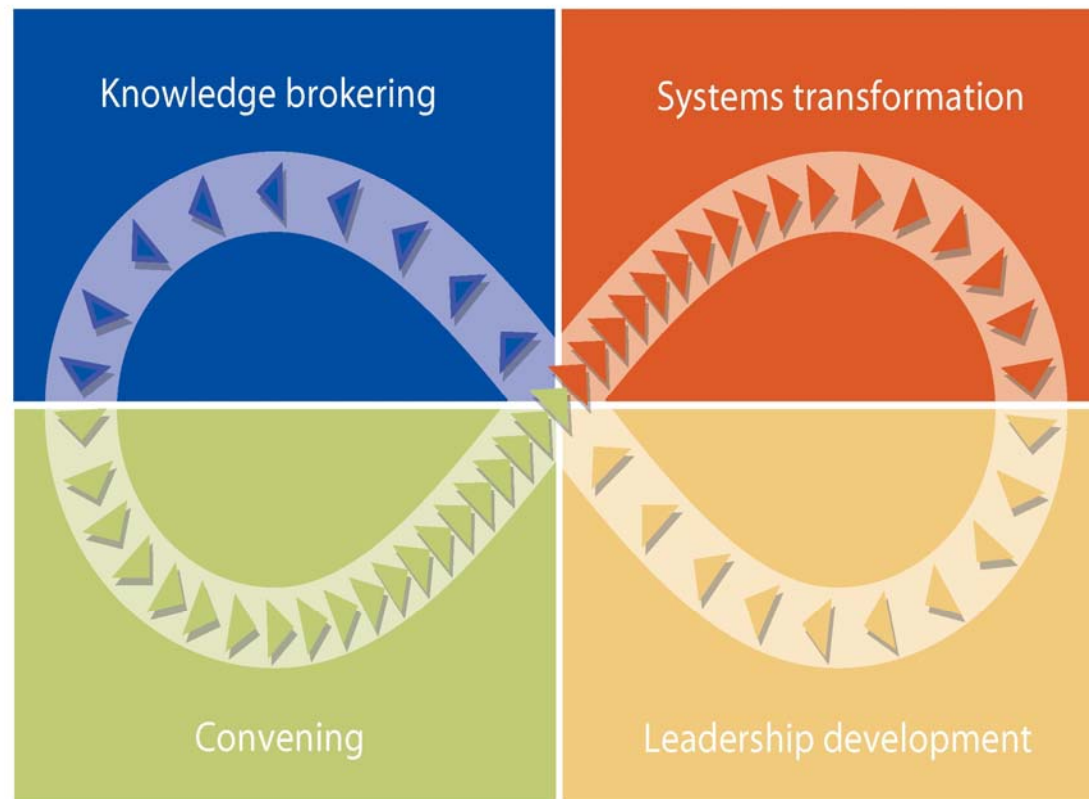 Knowledge brokering
Systems transformation
Convening
Leadership development